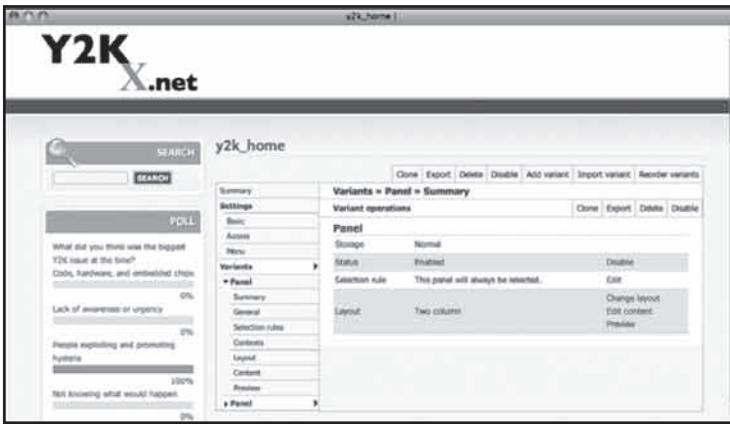 y2k_home
Y2K
X.net
SEARCH
SEARCH
POLL
What did you think was the biggest
Y2K issue at the time?
Code, hardware, and embedded chips
0%
Lack of awareness or urgency
0%
People exploiting and promoting
hysteria
100%
Not knowing what would happen
0%
y2k_home
Clone Export Delete Disable Add variant Import variant Reorder variants
Summary
Settings
Basic
Access
Menu
Variants
Panel
Summary
General
Selection rules
Contexts
Layout
Content
Preview
Panel
Variants » Panel » Summary
Variant operations
Clone Export Delete Disable
Panel
Storage Normal
Status Enabled Disable
Selection rule This panel will always be selected. Edit
Layout Two column
Change layout
Edit content
Preview